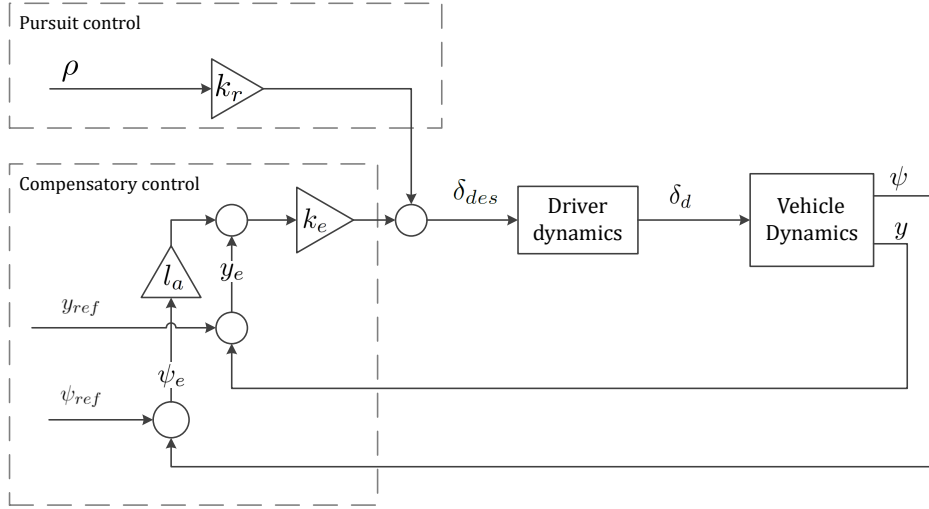 Pursuit control
ρ
k_r
Compensatory control
k_e
δ_des
Driver
dynamics
δ_d
Vehicle
Dynamics
ψ
y
l_a
y_e
y_ref
ψ_e
ψ_ref